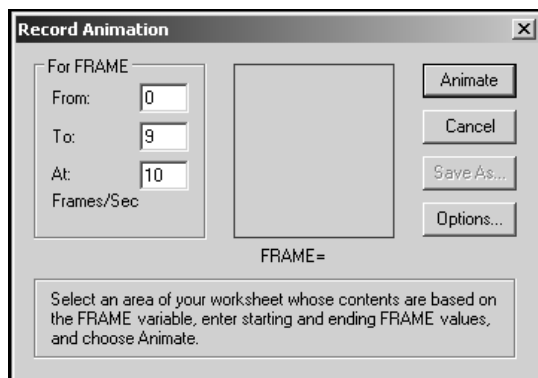 Record Animation
For FRAME
From: 0
To: 9
At: 10
Frames/Sec
FRAME=
Animate
Cancel
Save As...
Options...
Select an area of your worksheet whose contents are based on
the FRAME variable, enter starting and ending FRAME values,
and choose Animate.